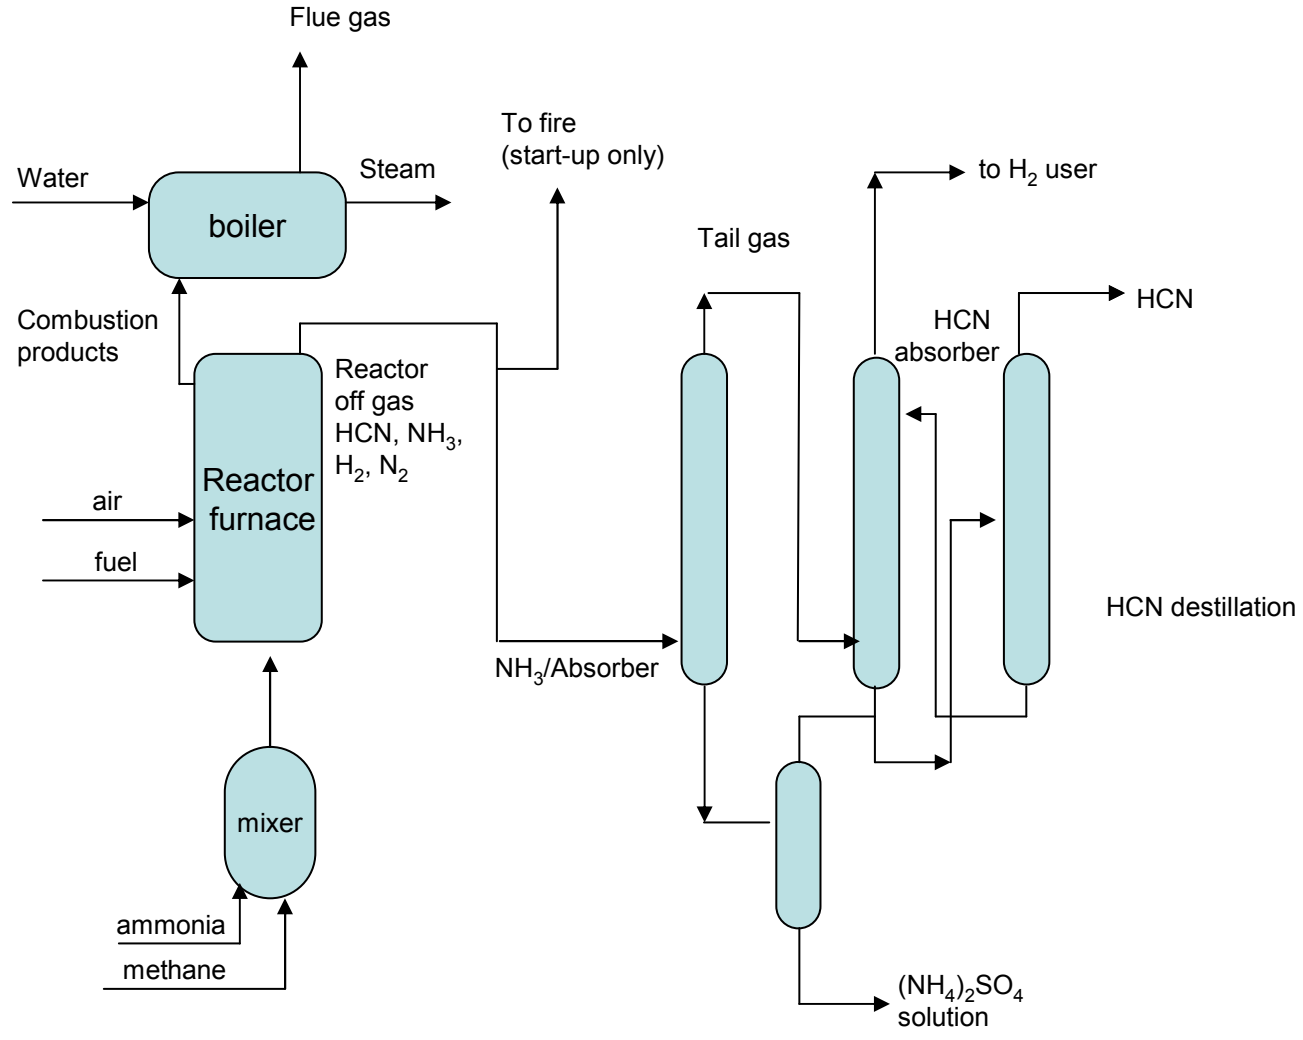 Flue gas
To fire
(start-up only)
Water
Steam
to H₂ user
boiler
Tail gas
Combustion
products
HCN
HCN
absorber
Reactor
off gas
HCN, NH₃,
H₂, N₂
Reactor
furnace
air
fuel
HCN destillation
NH₃/Absorber
mixer
ammonia
methane
(NH₄)₂SO₄
solution